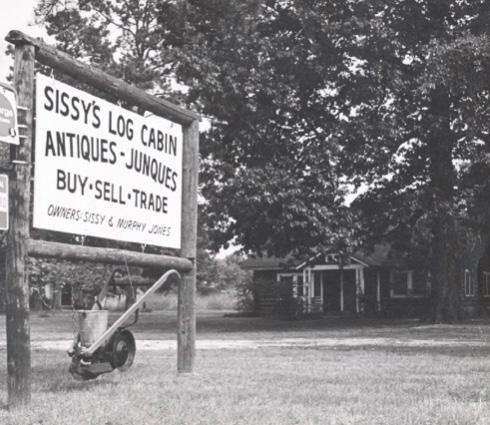 SISSY'S LOG CABIN
ANTIQUES - JUNQUES
BUY • SELL • TRADE
OWNERS: SISSY & MURPHY JONES